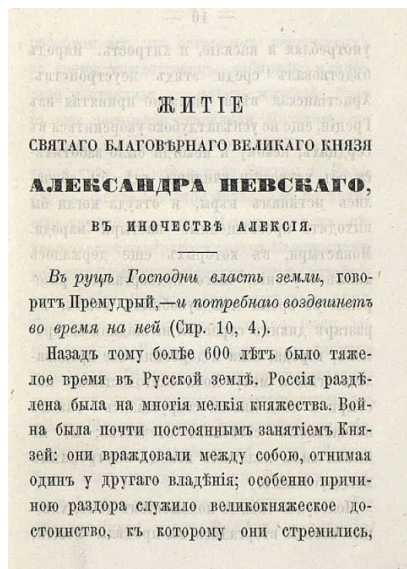 ЖИТІЕ
СВЯТАГО БЛАГОВѢРНАГО ВЕЛИКАГО КНЯЗЯ
АЛЕКСАНДРА НЕВСКАГО,
ВЪ ИНОЧЕСТВѢ АЛЕКСІЯ.
Въ руцѣ Господни власть земли, гово-
ритъ Премудрый,—и потребнаго воздвигнетъ
во время на ней (Сир. 10, 4.).
Назадъ тому болѣе 600 лѣтъ было тяже-
лое время въ Русской землѣ. Россія раздѣ-
лена была на многія мелкія княжества. Вой-
на была почти постояннымъ занятіемъ Кня-
зей: они враждовали между собою, отнимая
одинъ у другаго владѣнія; особенно причи-
ною раздора служило великокняжеское до-
стоинство, къ которому они стремились,